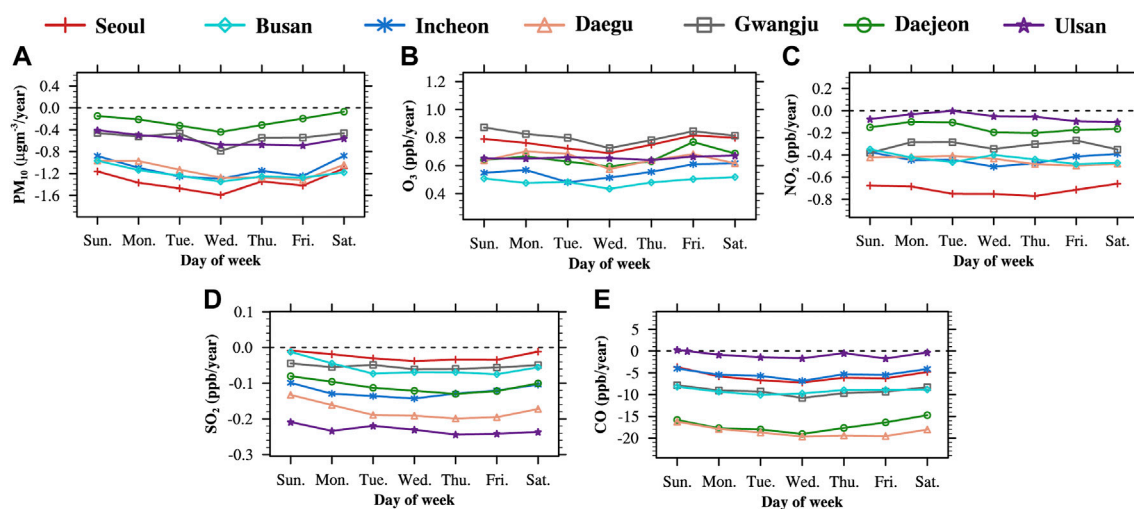 Seoul Busan Incheon Daegu Gwangju Daejeon Ulsan
A
PM10 (μgm⁻³/year)
0.4
0.0
-0.4
-0.8
-1.2
-1.6
Sun. Mon. Tue. Wed. Thu. Fri. Sat.
Day of week
B
O3 (ppb/year)
1.2
1.0
0.8
0.6
0.4
Sun. Mon. Tue. Wed. Thu. Fri. Sat.
Day of week
C
NO2 (ppb/year)
0.0
-0.2
-0.4
-0.6
-0.8
Sun. Mon. Tue. Wed. Thu. Fri. Sat.
Day of week
D
SO2 (ppb/year)
0.1
0.0
-0.1
-0.2
-0.3
Sun. Mon. Tue. Wed. Thu. Fri. Sat.
Day of week
E
CO (ppb/year)
5
0
-5
-10
-15
-20
Sun. Mon. Tue. Wed. Thu. Fri. Sat.
Day of week